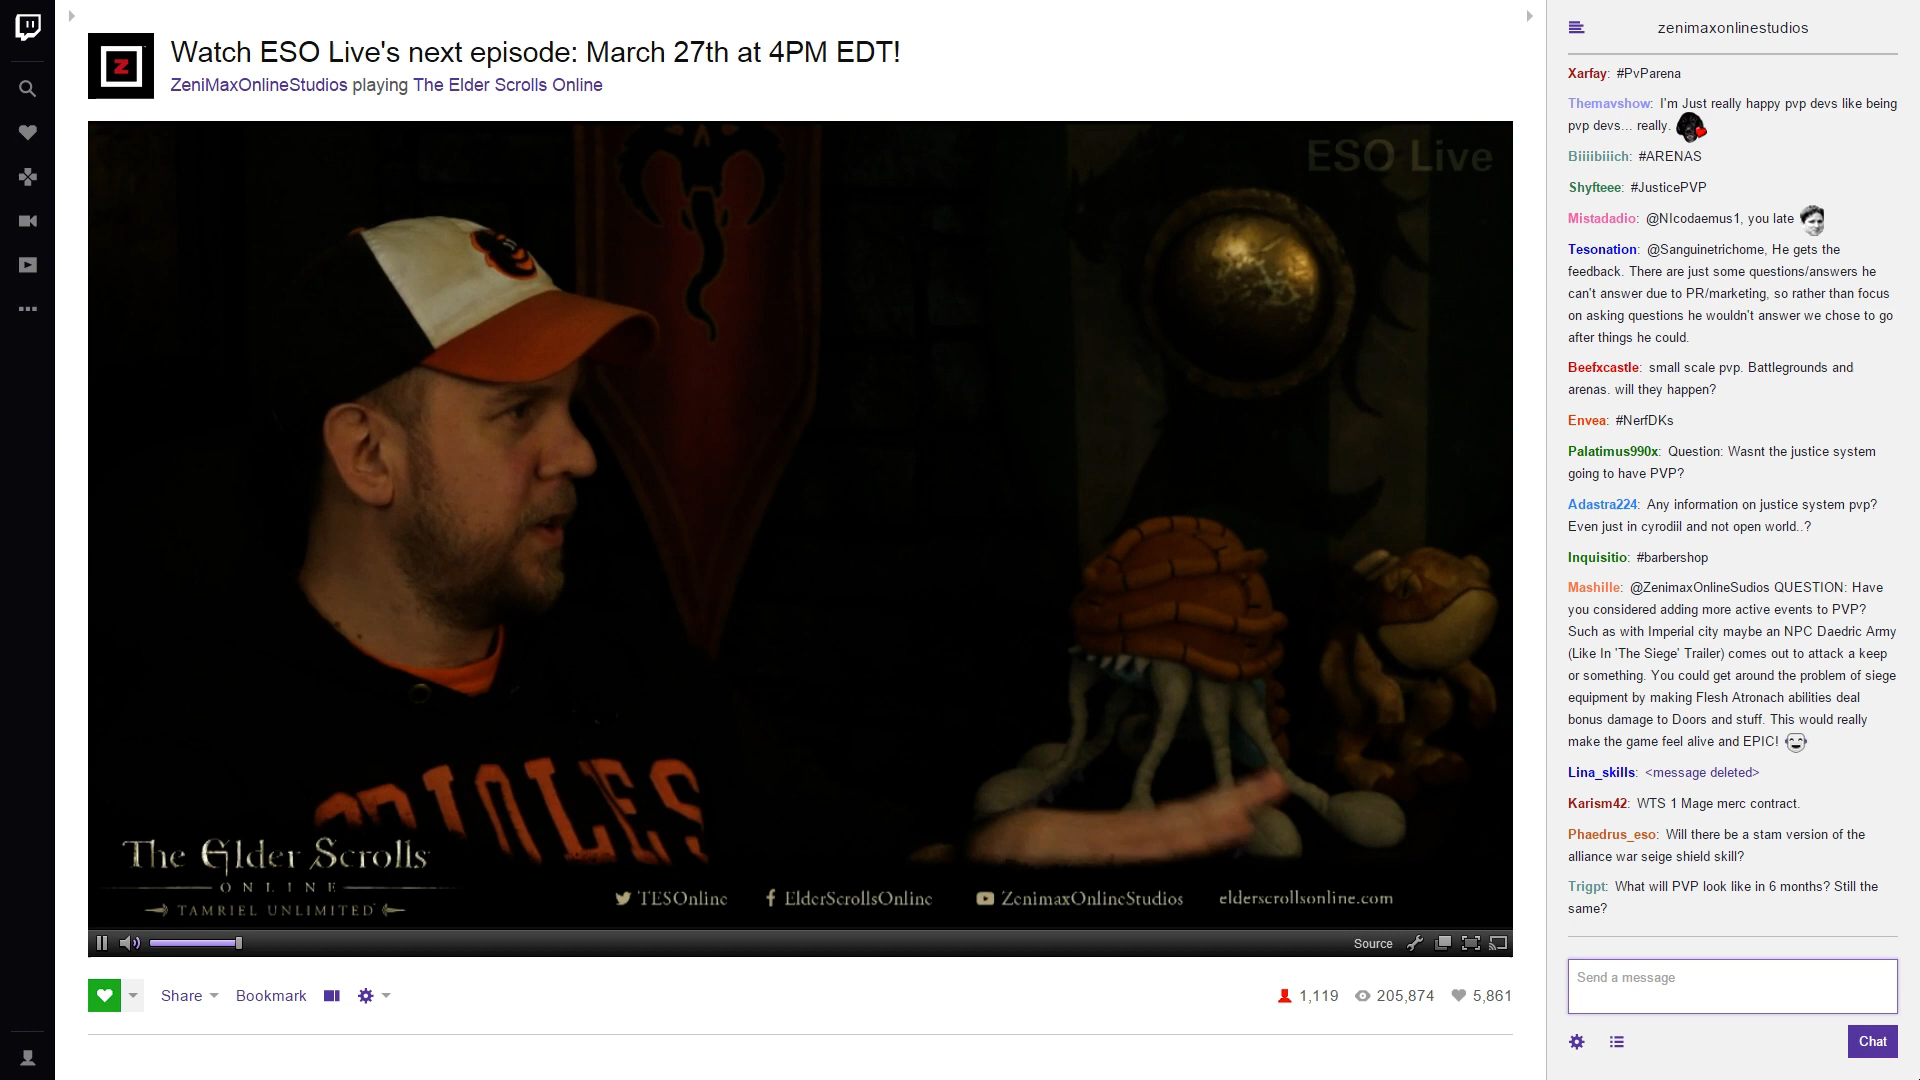 Watch ESO Live's next episode: March 27th at 4PM EDT!
ZeniMaxOnlineStudios playing The Elder Scrolls Online
Z
ESO Live
ORIOLES
The Elder Scrolls
ONLINE
TAMRIEL UNLIMITED
TESOnline
ElderScrollsOnline
ZenimaxOnlineStudios
elderscrollsonline.com
Source
Share
Bookmark
1,119
205,874
5,861
zenimaxonlinestudios
Xarfay: #PvParena
Themavshow: I'm Just really happy pvp devs like being
pvp devs... really.
Biiiibiiich: #ARENAS
Shyfteee: #JusticePVP
Mistadadio: @NIcodaemus1, you late
Tesonation: @Sanguinetrichome, He gets the
feedback. There are just some questions/answers he
can't answer due to PR/marketing, so rather than focus
on asking questions he wouldn't answer we chose to go
after things he could.
Beefxcastle: small scale pvp. Battlegrounds and
arenas. will they happen?
Envea: #NerfDKs
Palatimus990x: Question: Wasnt the justice system
going to have PVP?
Adastra224: Any information on justice system pvp?
Even just in cyrodiil and not open world..?
Inquisitio: #barbershop
Mashille: @ZenimaxOnlineSudios QUESTION: Have
you considered adding more active events to PVP?
Such as with Imperial city maybe an NPC Daedric Army
(Like In 'The Siege' Trailer) comes out to attack a keep
or something. You could get around the problem of siege
equipment by making Flesh Atronach abilities deal
bonus damage to Doors and stuff. This would really
make the game feel alive and EPIC!
Lina_skills: <message deleted>
Karism42: WTS 1 Mage merc contract.
Phaedrus_eso: Will there be a stam version of the
alliance war seige shield skill?
Trigpt: What will PVP look like in 6 months? Still the
same?
Send a message
Chat